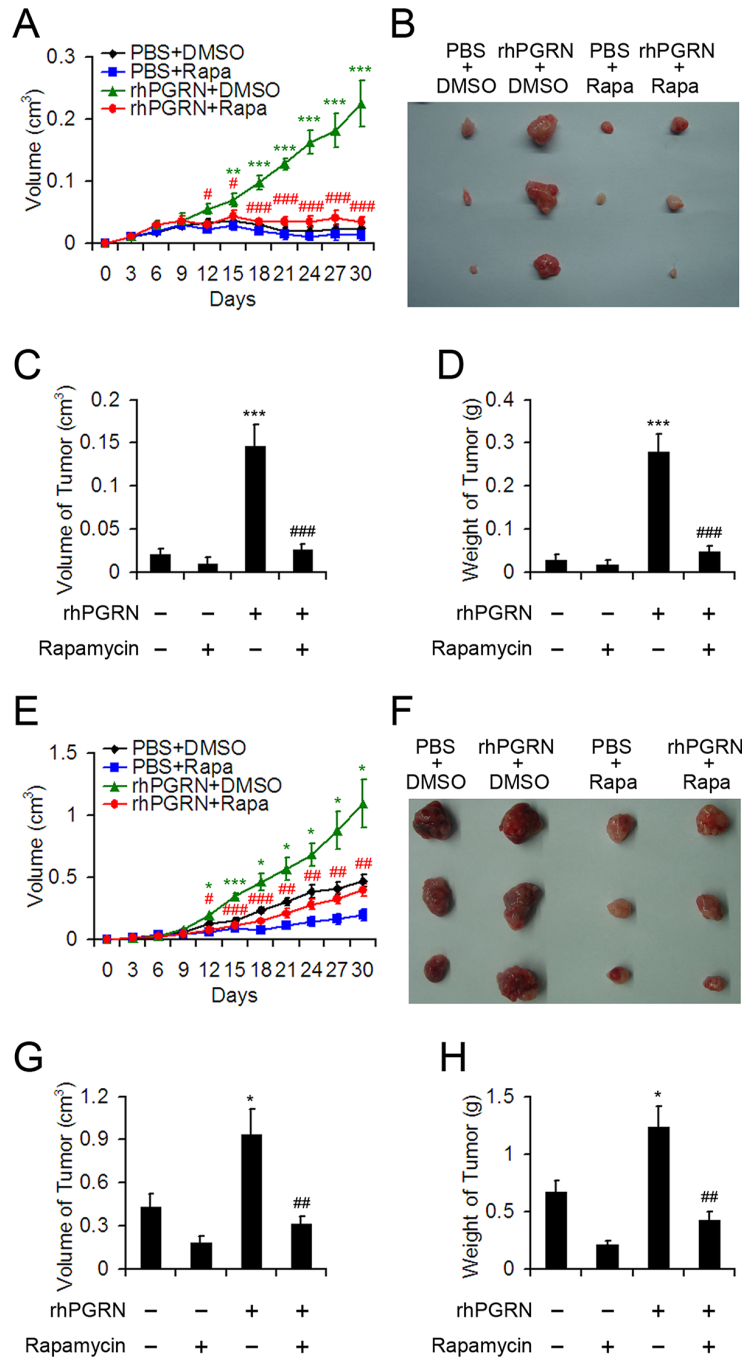 A
PBS+DMSO
PBS+Rapa
rhPGRN+DMSO
rhPGRN+Rapa
Volume (cm³)
0.3
0.2
0.1
0
***
***
***
***
***
***
**
#
#
###
###
###
###
###
0 3 6 9 12 15 18 21 24 27 30
Days
B
PBS rhPGRN PBS rhPGRN
+ + + +
DMSO DMSO Rapa Rapa
C
Volume of Tumor (cm³)
0.2
0.15
0.1
0.05
0
***
###
rhPGRN − − + +
Rapamycin − + − +
D
Weight of Tumor (g)
0.4
0.3
0.2
0.1
0
***
###
rhPGRN − − + +
Rapamycin − + − +
E
PBS+DMSO
PBS+Rapa
rhPGRN+DMSO
rhPGRN+Rapa
Volume (cm³)
1.5
1
0.5
0
* *** * * * * *
# ### ### ## ## ## ##
0 3 6 9 12 15 18 21 24 27 30
Days
F
PBS rhPGRN PBS rhPGRN
+ + + +
DMSO DMSO Rapa Rapa
G
Volume of Tumor (cm³)
1.2
0.9
0.6
0.3
0
*
##
rhPGRN − − + +
Rapamycin − + − +
H
Weight of Tumor (g)
1.5
1
0.5
0
*
##
rhPGRN − − + +
Rapamycin − + − +